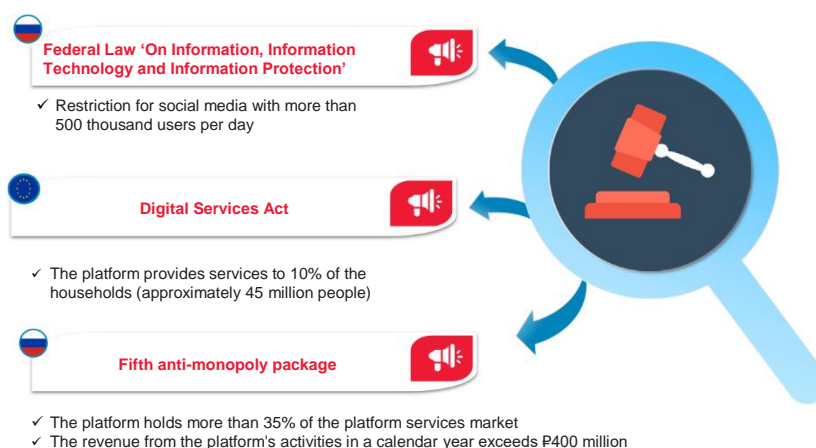 Federal Law ‘On Information, Information
Technology and Information Protection’
✓ Restriction for social media with more than
500 thousand users per day
Digital Services Act
✓ The platform provides services to 10% of the
households (approximately 45 million people)
Fifth anti-monopoly package
✓ The platform holds more than 35% of the platform services market
✓ The revenue from the platform’s activities in a calendar year exceeds ₽400 million